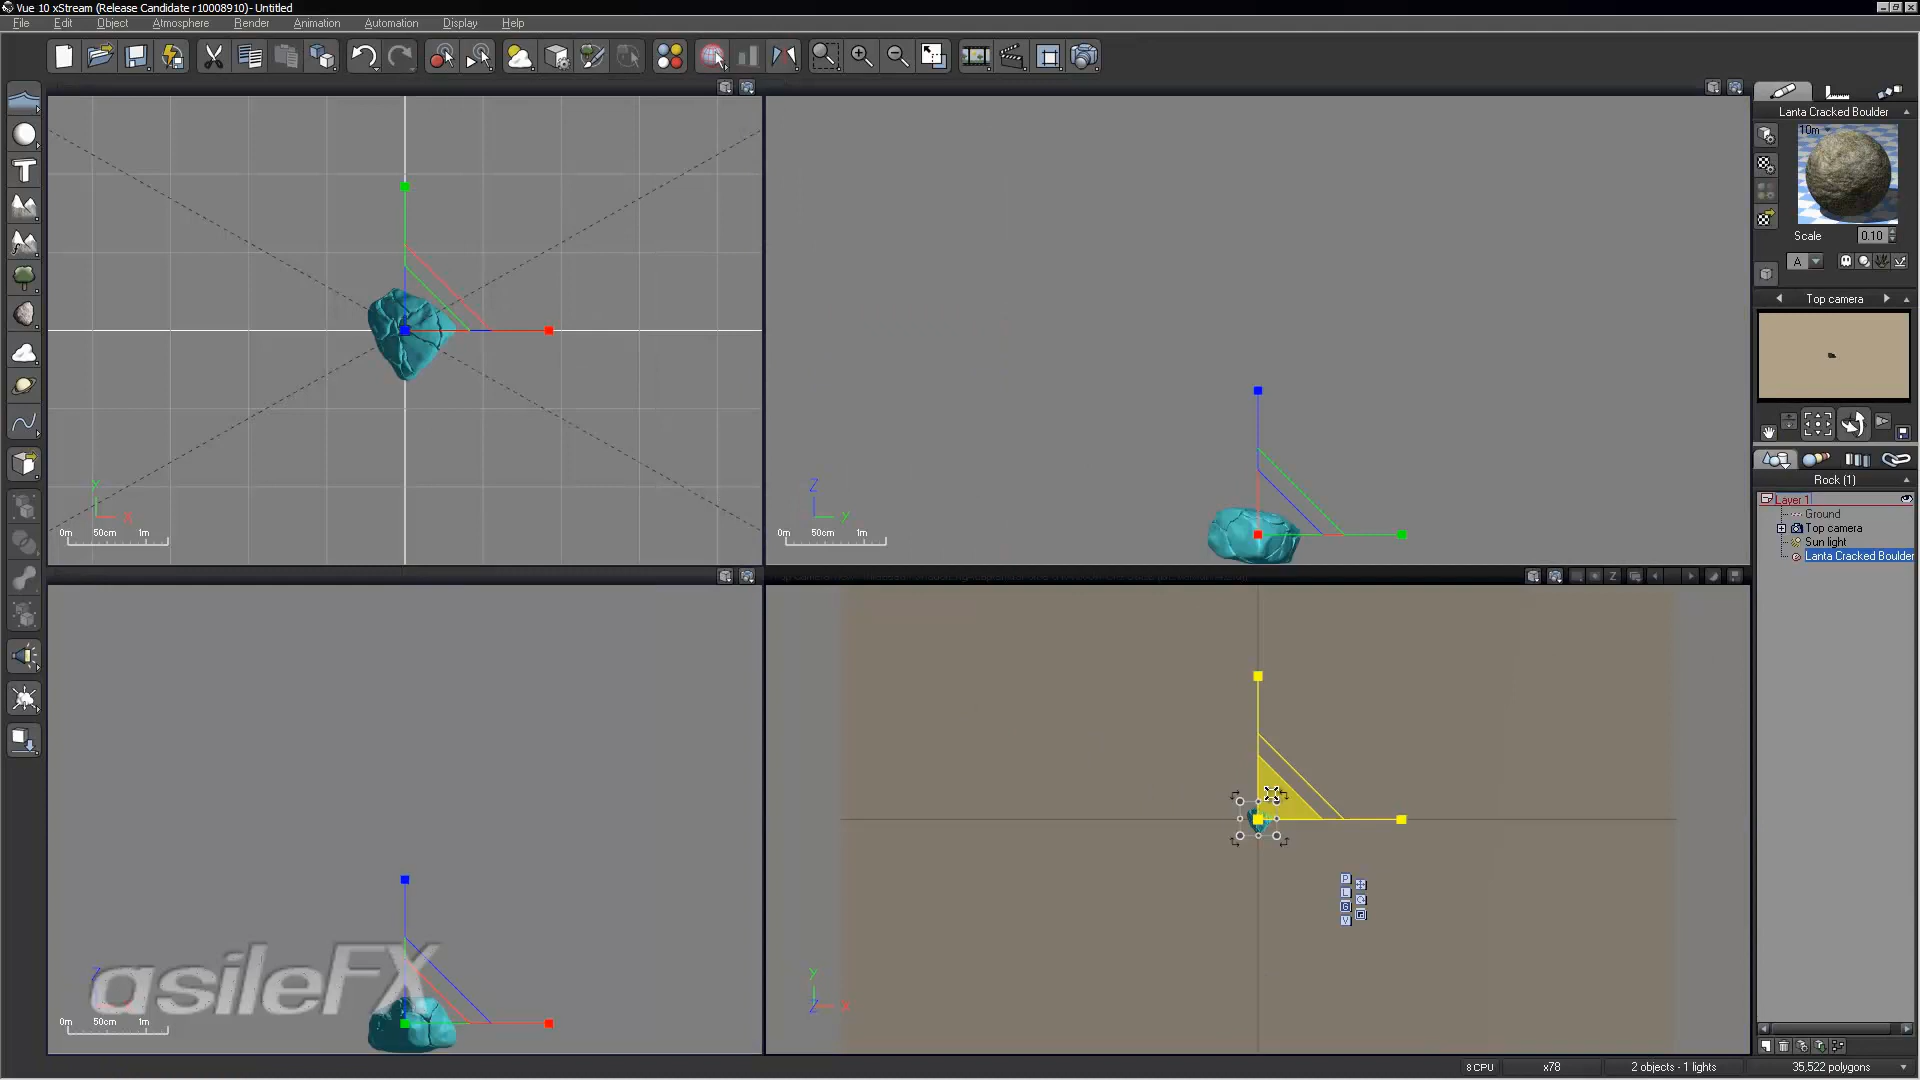 Vue 10 xStream (Release Candidate r10008910)- Untitled
File Edit Object Atmosphere Render Animation Automation Display Help
Lanta Cracked Boulder
10m
Scale 0.10
A
Top camera
Rock (1)
Layer 1
Ground
Top camera
Sun light
Lanta Cracked Boulder
Y
X
0m 50cm 1m
Z
Y
0m 50cm 1m
Z
Z
asileFX
0m 50cm 1m
P
L
G
V
Y
Z X
8 CPU x78 2 objects - 1 lights 35,522 polygons